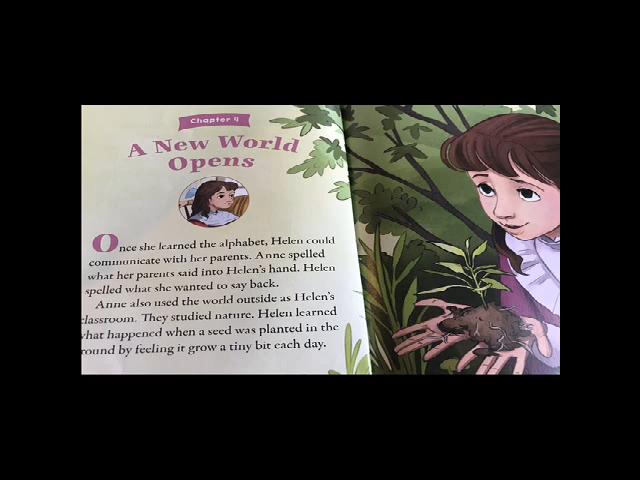 Chapter 4
A New World
Opens
Once she learned the alphabet, Helen could
communicate with her parents. Anne spelled
what her parents said into Helen's hand. Helen
spelled what she wanted to say back.
Anne also used the world outside as Helen's
classroom. They studied nature. Helen learned
what happened when a seed was planted in the
round by feeling it grow a tiny bit each day.